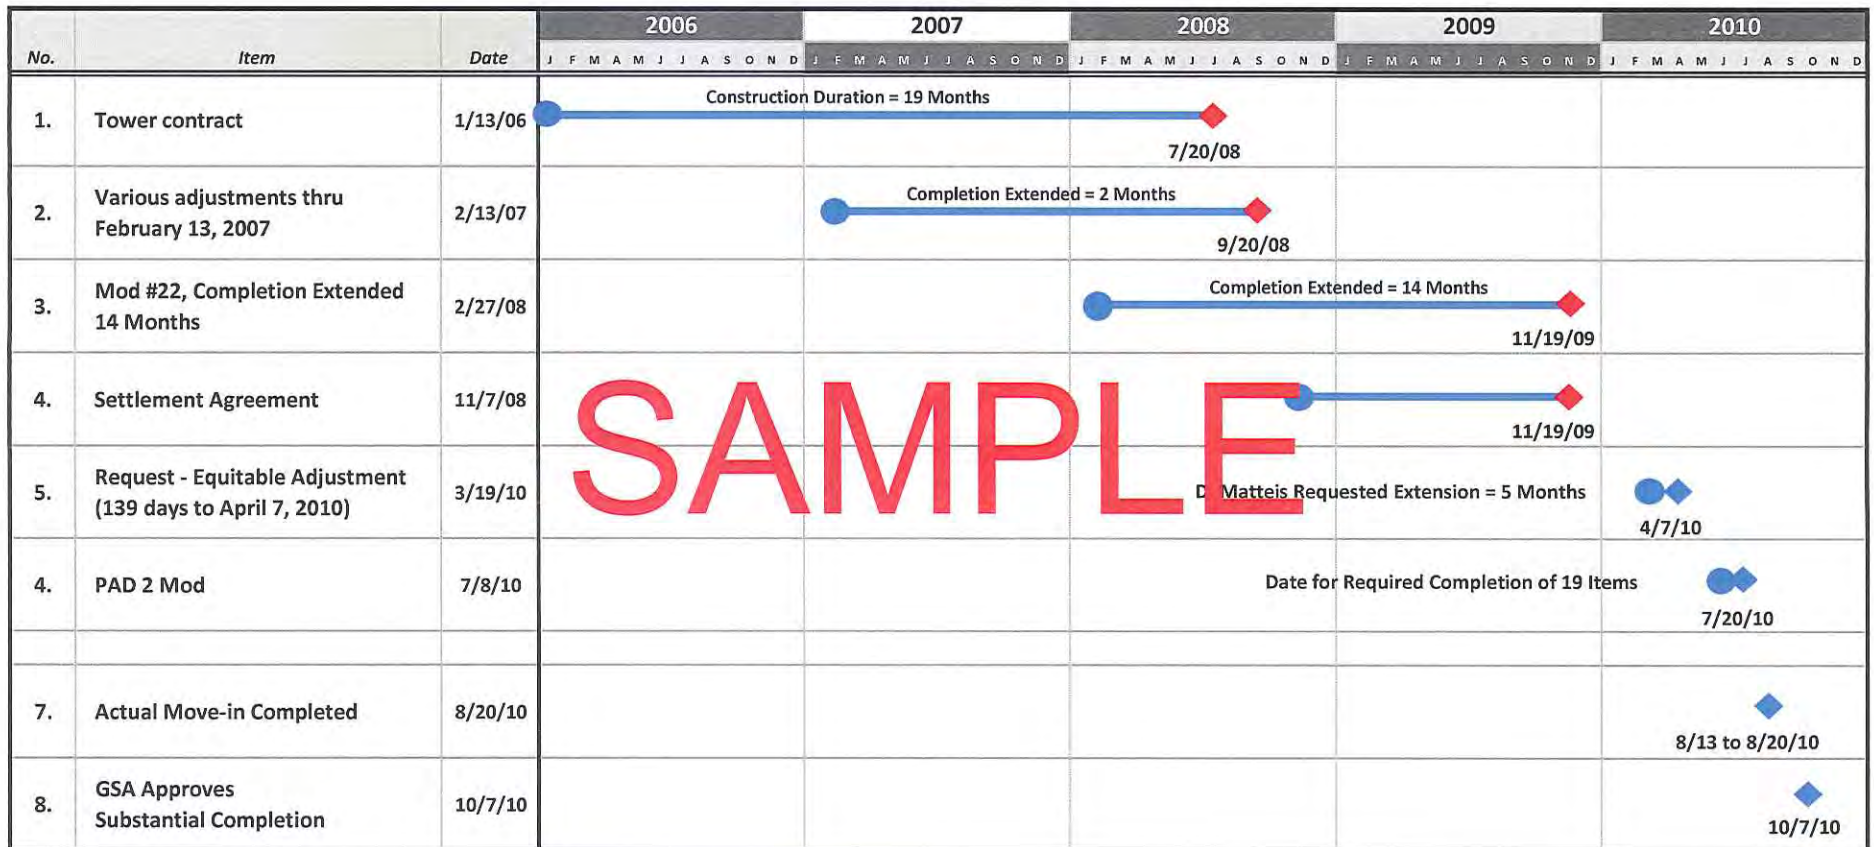 2006 2007 2008 2009 2010
No. Item Date J F M A M J J A S O N D J F M A M J J A S O N D J F M A M J J A S O N D J F M A M J J A S O N D J F M A M J J A S O N D
Construction Duration = 19 Months
1. Tower contract 1/13/06
7/20/08
Various adjustments thru
Completion Extended = 2 Months
2. 2/13/07
February 13, 2007
9/20/08
Mod #22, Completion Extended
Completion Extended = 14 Months
3. 2/27/08
14 Months
11/19/09
4. Settlement Agreement 11/7/08
11/19/09
SAMPLE
Request - Equitable Adjustment
5. 3/19/10 Matteis Requested Extension = 5 Months
(139 days to April 7, 2010)
4/7/10
4. PAD 2 Mod 7/8/10 Date for Required Completion of 19 Items
7/20/10
7. Actual Move-in Completed 8/20/10
8/13 to 8/20/10
GSA Approves
8. 10/7/10
Substantial Completion
10/7/10